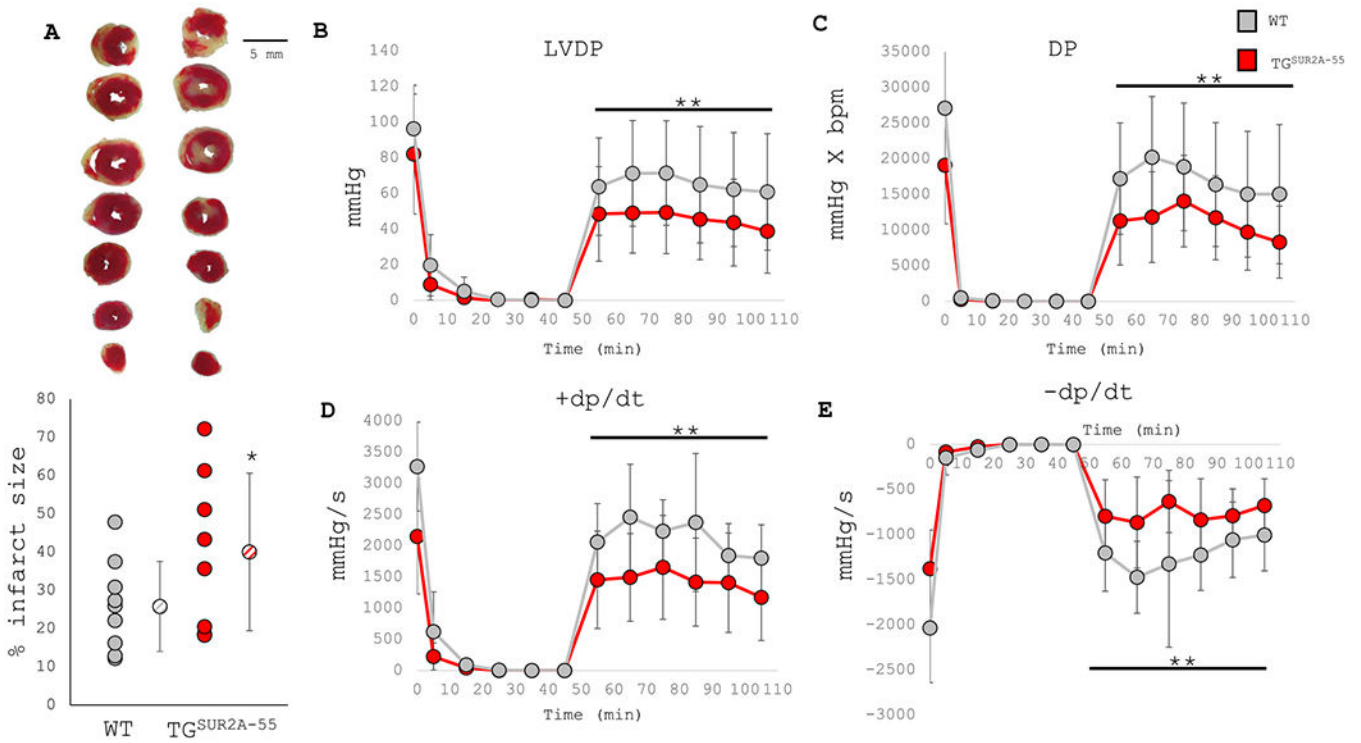 A
5 mm
80
70
60
50
40
30
20
10
0
% infarct size
*
WT
TG^SUR2A-55
B
LVDP
mmHg
140
120
100
80
60
40
20
0
**
0 10 20 30 40 50 60 70 80 90 100 110
Time (min)
C
DP
WT
TG^SUR2A-55
mmHg X bpm
35000
30000
25000
20000
15000
10000
5000
0
**
0 10 20 30 40 50 60 70 80 90 100 110
Time (min)
D
+dp/dt
mmHg/s
4000
3500
3000
2500
2000
1500
1000
500
0
**
0 10 20 30 40 50 60 70 80 90 100 110
Time (min)
E
-dp/dt
Time (min)
0 10 20 30 40 50 60 70 80 90 100 110
mmHg/s
0
-500
-1000
-1500
-2000
-2500
-3000
**